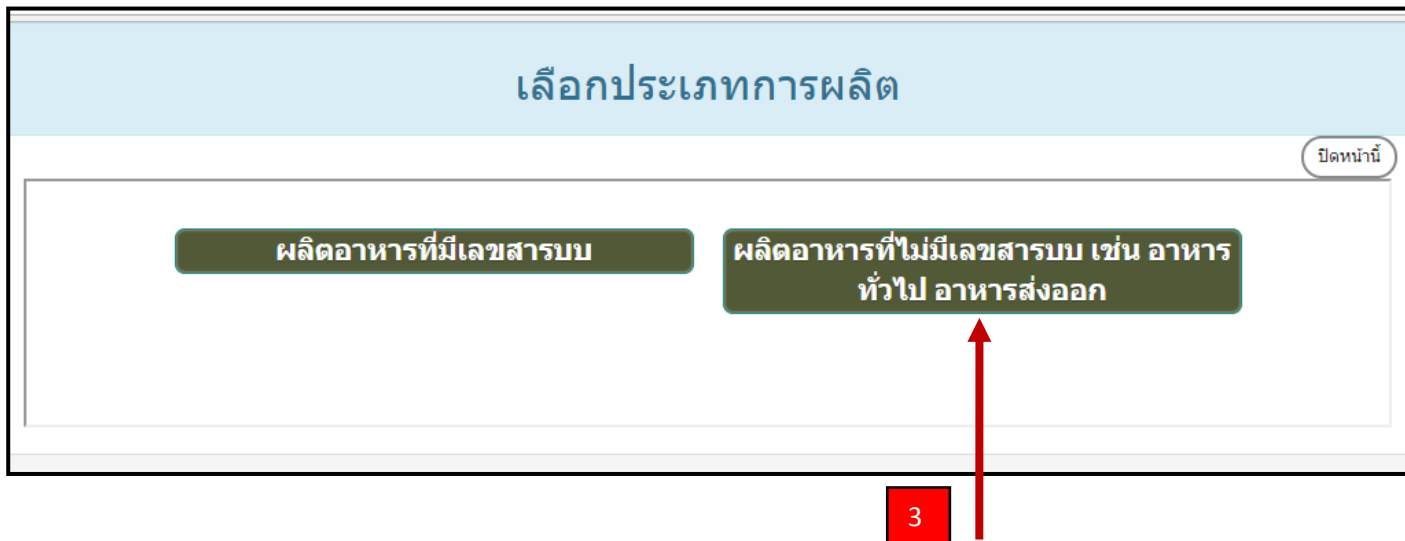 เลือกประเภทการผลิต
ปิดหน้านี้
ผลิตอาหารที่มีเลขสารบบ
ผลิตอาหารที่ไม่มีเลขสารบบ เช่น อาหาร
ทั่วไป อาหารส่งออก
3